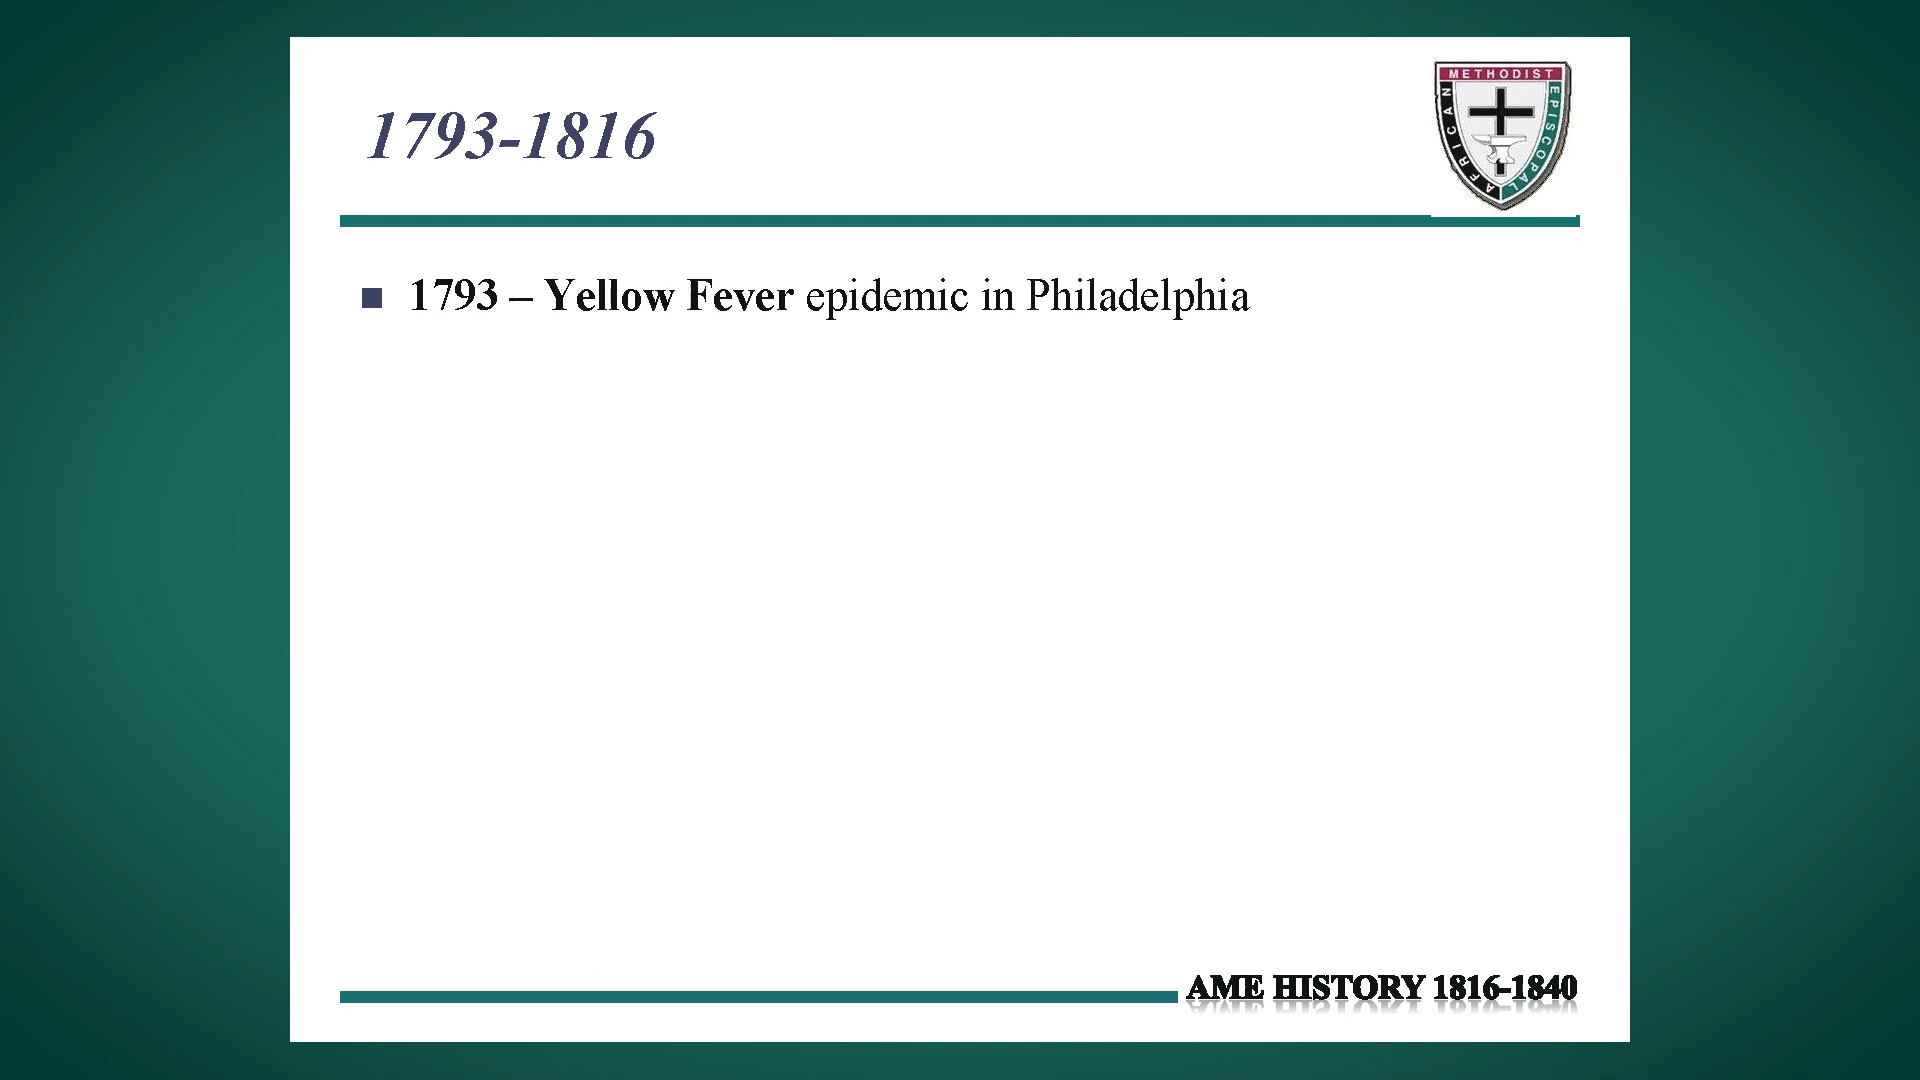 1793-1816
METHODIST
AFRICAN
EPISCOPAL
1793 – Yellow Fever epidemic in Philadelphia
AME HISTORY 1816-1840